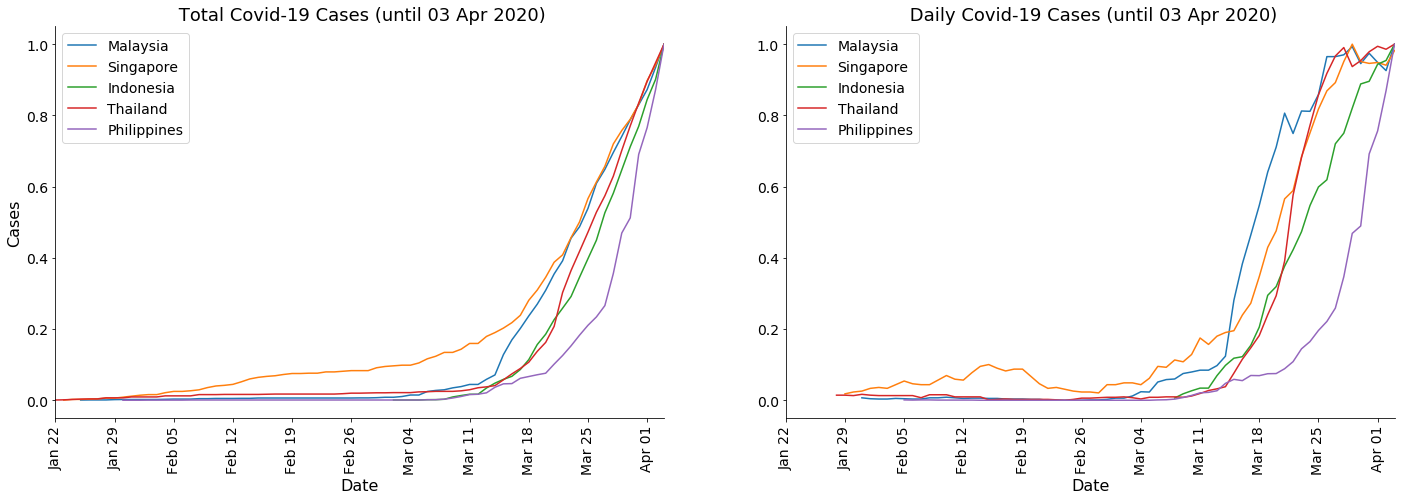 Total Covid-19 Cases (until 03 Apr 2020)
Malaysia
Singapore
Indonesia
Thailand
Philippines
1.0
0.8
0.6
0.4
0.2
0.0
Cases
Jan 22
Jan 29
Feb 05
Feb 12
Feb 19
Feb 26
Mar 04
Mar 11
Mar 18
Mar 25
Apr 01
Date
Daily Covid-19 Cases (until 03 Apr 2020)
Malaysia
Singapore
Indonesia
Thailand
Philippines
1.0
0.8
0.6
0.4
0.2
0.0
Jan 22
Jan 29
Feb 05
Feb 12
Feb 19
Feb 26
Mar 04
Mar 11
Mar 18
Mar 25
Apr 01
Date